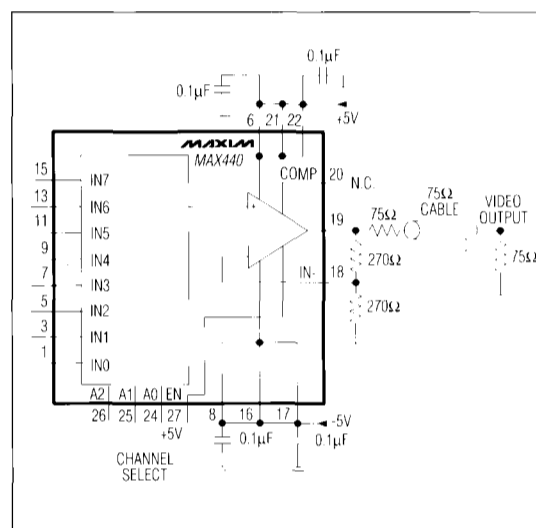 0.1µF
0.1µF
6 21 22
+5V
MAXIM
MAX440
COMP
20
N.C.
15
IN7
13
IN6
11
IN5
9
IN4
7
IN3
5
IN2
3
IN1
1
IN0
19
75Ω
75Ω
CABLE
VIDEO
OUTPUT
75Ω
270Ω
IN-
18
270Ω
A2 A1 A0 EN
26 25 24 27
+5V
8 16 17
-5V
0.1µF
0.1µF
CHANNEL
SELECT